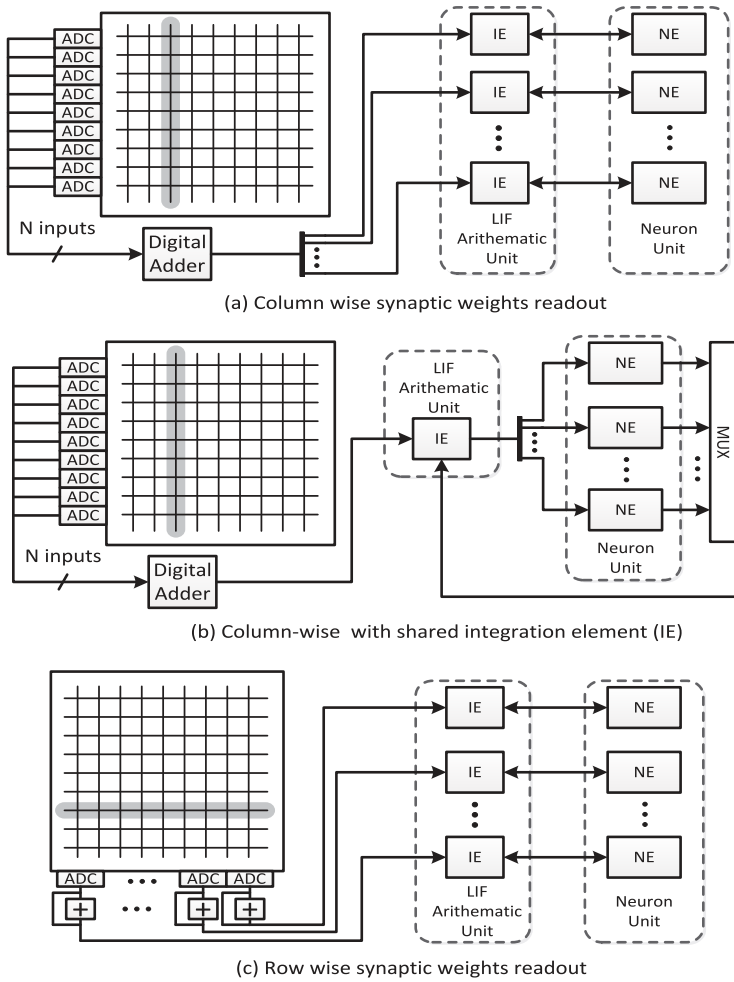 ADC
ADC
ADC
ADC
ADC
ADC
ADC
ADC
ADC
N inputs
Digital
Adder
IE
IE
IE
LIF
Arithematic
Unit
NE
NE
NE
Neuron
Unit
(a) Column wise synaptic weights readout
ADC
ADC
ADC
ADC
ADC
ADC
ADC
ADC
ADC
N inputs
Digital
Adder
LIF
Arithematic
Unit
IE
NE
NE
NE
Neuron
Unit
MUX
(b) Column-wise with shared integration element (IE)
ADC
ADC
ADC
+
+
+
IE
IE
IE
LIF
Arithematic
Unit
NE
NE
NE
Neuron
Unit
(c) Row wise synaptic weights readout